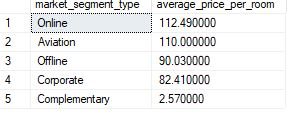 market_segment_type average_price_per_room
1 Online 112.490000
2 Aviation 110.000000
3 Offline 90.030000
4 Corporate 82.410000
5 Complementary 2.570000